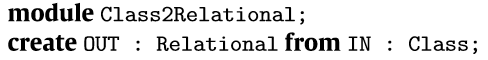 module Class2Relational;
create OUT : Relational from IN : Class;